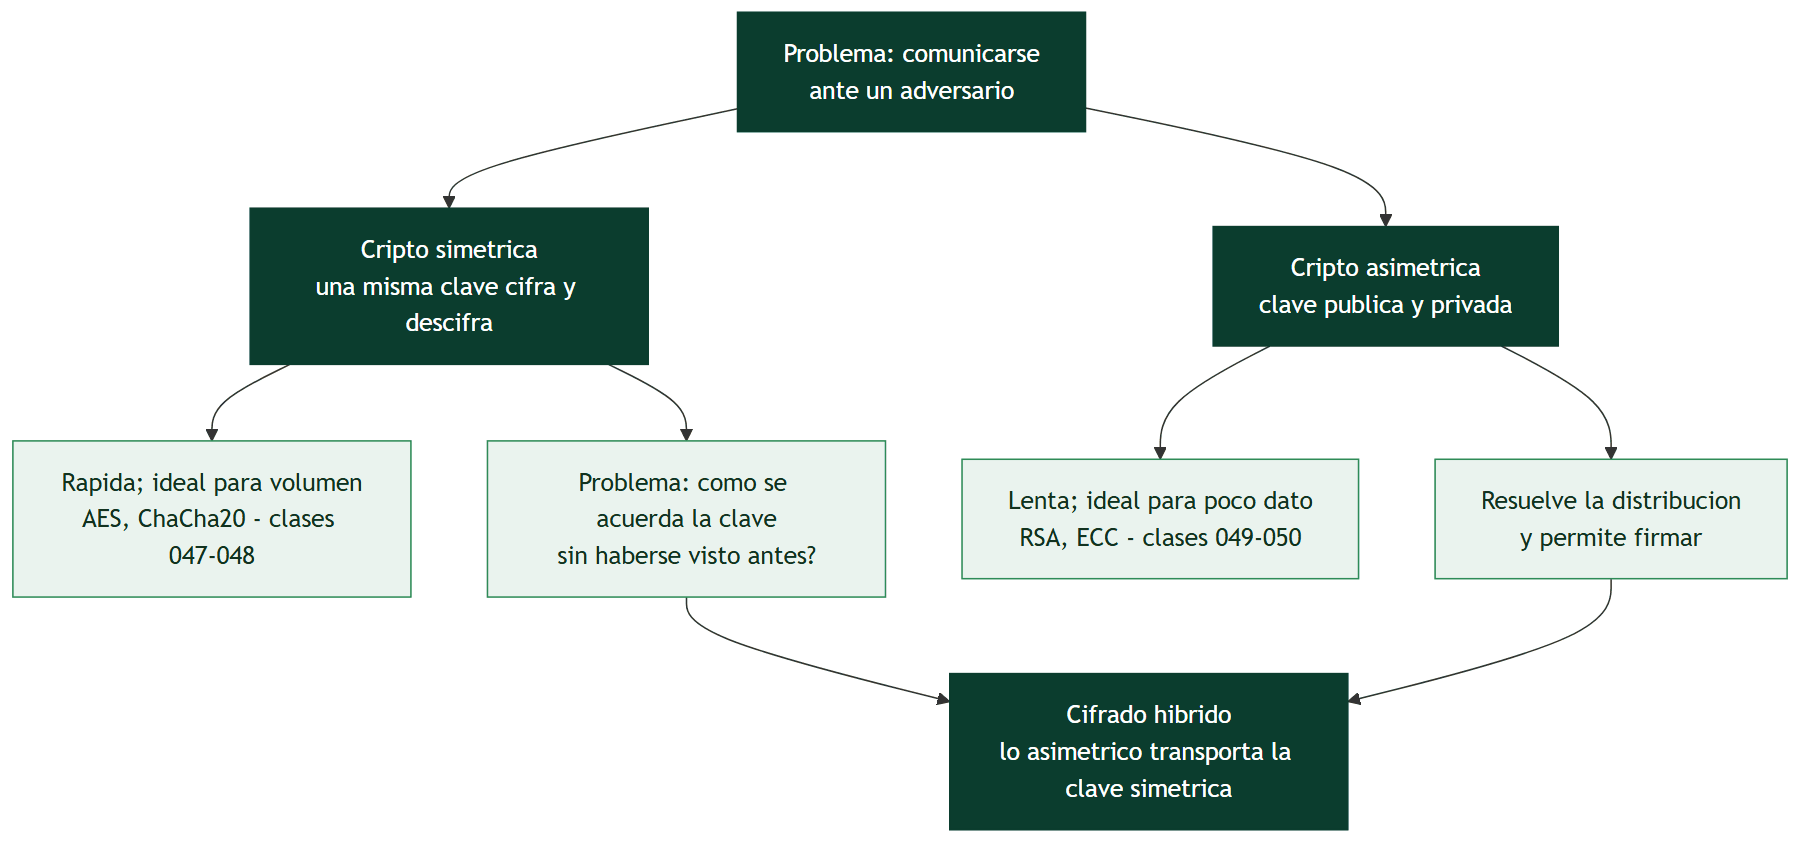 Problema: comunicarse
ante un adversario
Cripto simetrica
una misma clave cifra y
descifra
Cripto asimetrica
clave publica y privada
Rapida; ideal para volumen
AES, ChaCha20 - clases
047-048
Problema: como se
acuerda la clave
sin haberse visto antes?
Lenta; ideal para poco dato
RSA, ECC - clases 049-050
Resuelve la distribucion
y permite firmar
Cifrado hibrido
lo asimetrico transporta la
clave simetrica